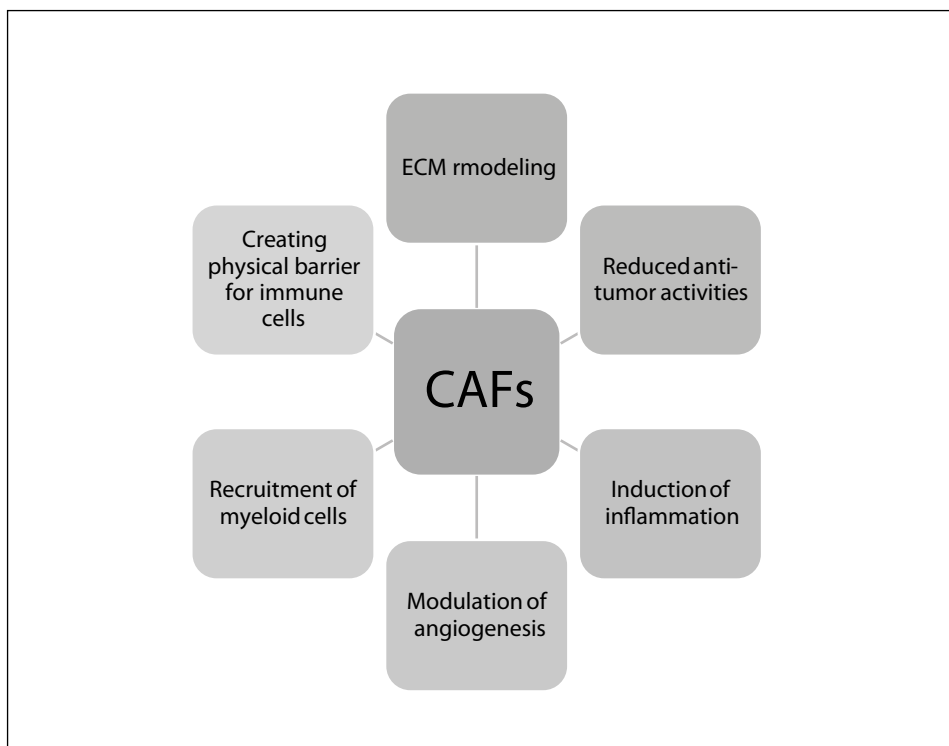 ECM rmodeling
Creating
physical barrier
for immune
cells
Reduced anti-
tumor activities
CAFs
Recruitment of
myeloid cells
Induction of
inflammation
Modulation of
angiogenesis